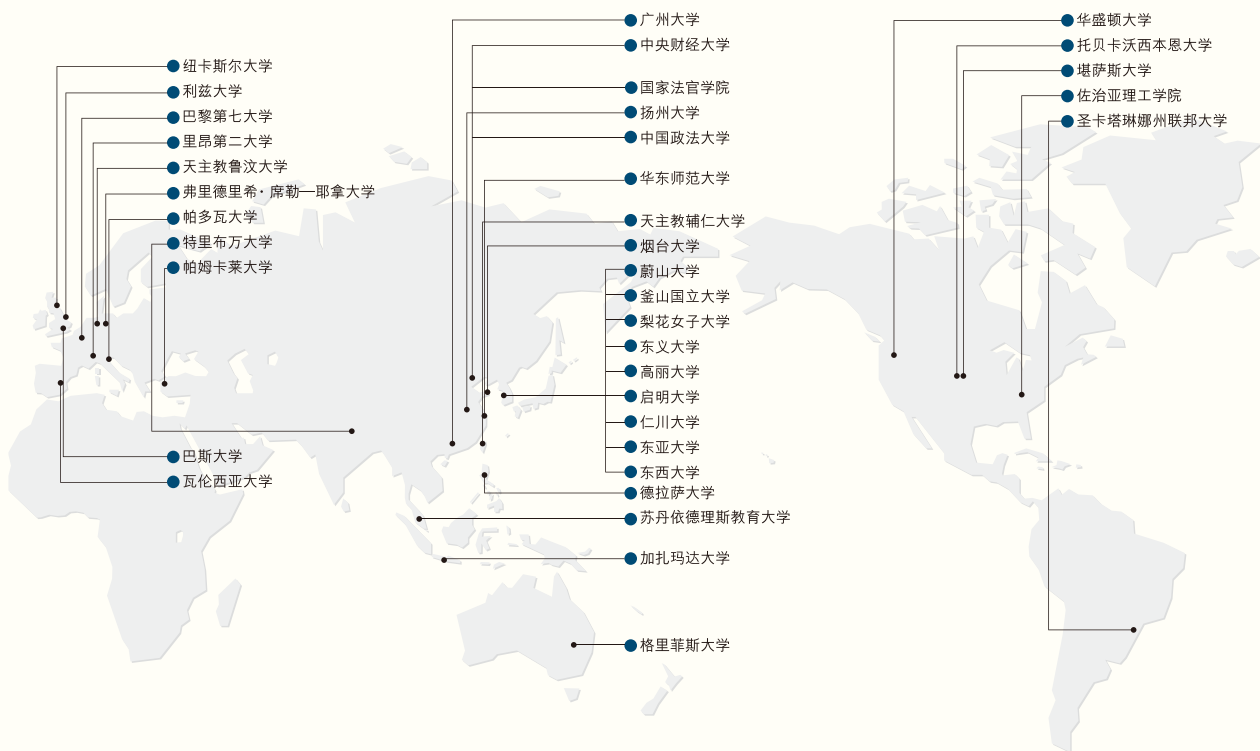 纽卡斯尔大学
利兹大学
巴黎第七大学
里昂第二大学
天主教鲁汶大学
弗里德里希·席勒—耶拿大学
帕多瓦大学
特里布万大学
帕姆卡莱大学
巴斯大学
瓦伦西亚大学
广州大学
中央财经大学
国家法官学院
扬州大学
中国政法大学
华东师范大学
天主教辅仁大学
烟台大学
蔚山大学
釜山国立大学
梨花女子大学
东义大学
高丽大学
启明大学
仁川大学
东亚大学
东西大学
德拉萨大学
苏丹依德理斯教育大学
加扎玛达大学
格里菲斯大学
华盛顿大学
托贝卡沃西本恩大学
堪萨斯大学
佐治亚理工学院
圣卡塔琳娜州联邦大学